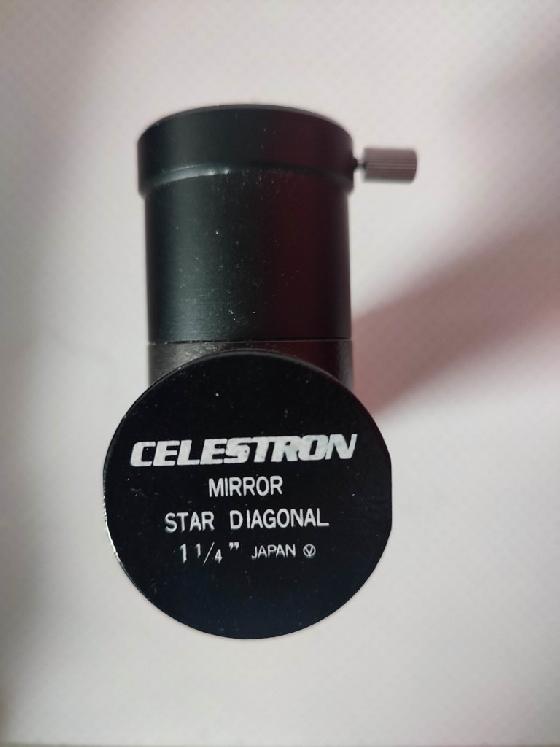 CELESTRON
MIRROR
STAR DIAGONAL
1 1/4" JAPAN Ⓥ